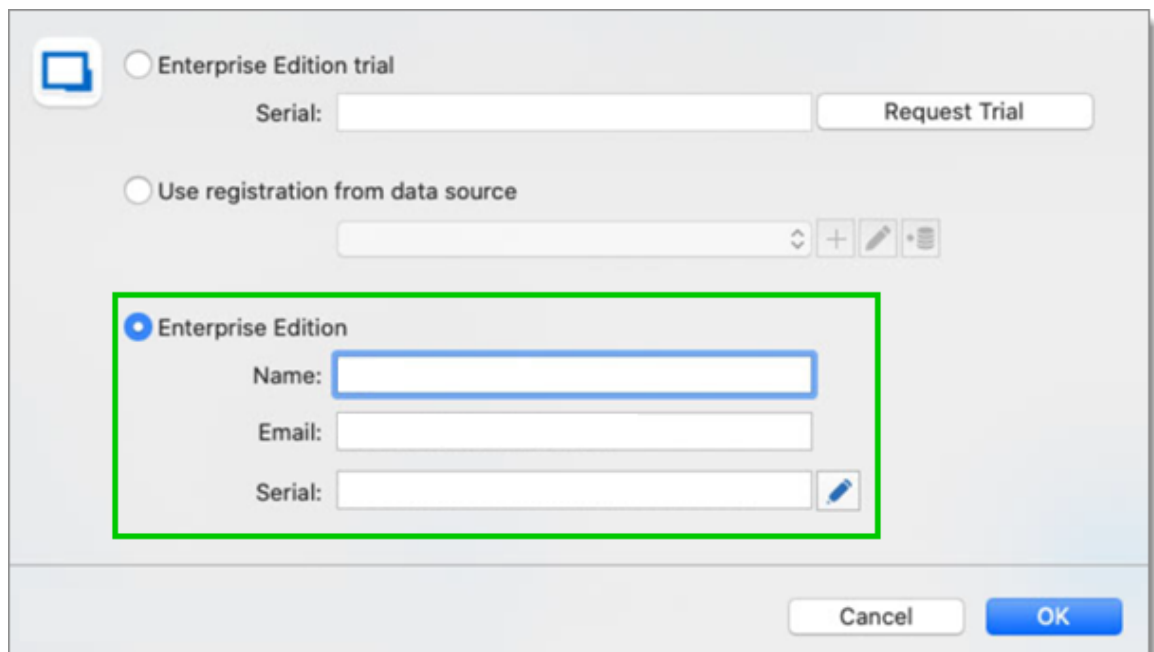 Enterprise Edition trial
Serial:
Request Trial
Use registration from data source
Enterprise Edition
Name:
Email:
Serial:
Cancel
OK